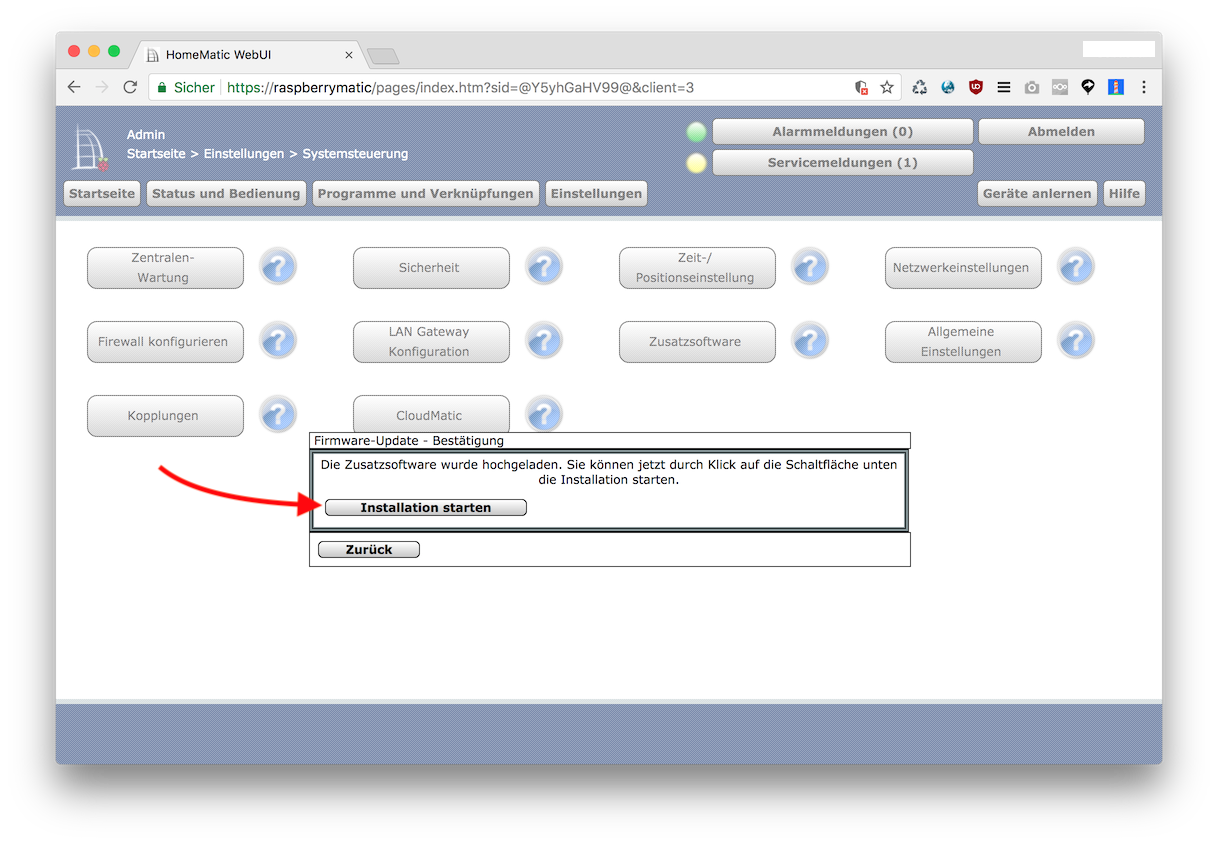 HomeMatic WebUI
Sicher https://raspberrymatic/pages/index.htm?sid=@Y5yhGaHV99@&client=3
Admin
Startseite > Einstellungen > Systemsteuerung
Alarmmeldungen (0)
Abmelden
Servicemeldungen (1)
Startseite
Status und Bedienung
Programme und Verknüpfungen
Einstellungen
Geräte anlernen
Hilfe
Zentralen-
Wartung
Sicherheit
Zeit-/
Positionseinstellung
Netzwerkeinstellungen
Firewall konfigurieren
LAN Gateway
Konfiguration
Zusatzsoftware
Allgemeine
Einstellungen
Kopplungen
CloudMatic
Firmware-Update - Bestätigung
Die Zusatzsoftware wurde hochgeladen. Sie können jetzt durch Klick auf die Schaltfläche unten
die Installation starten.
Installation starten
Zurück